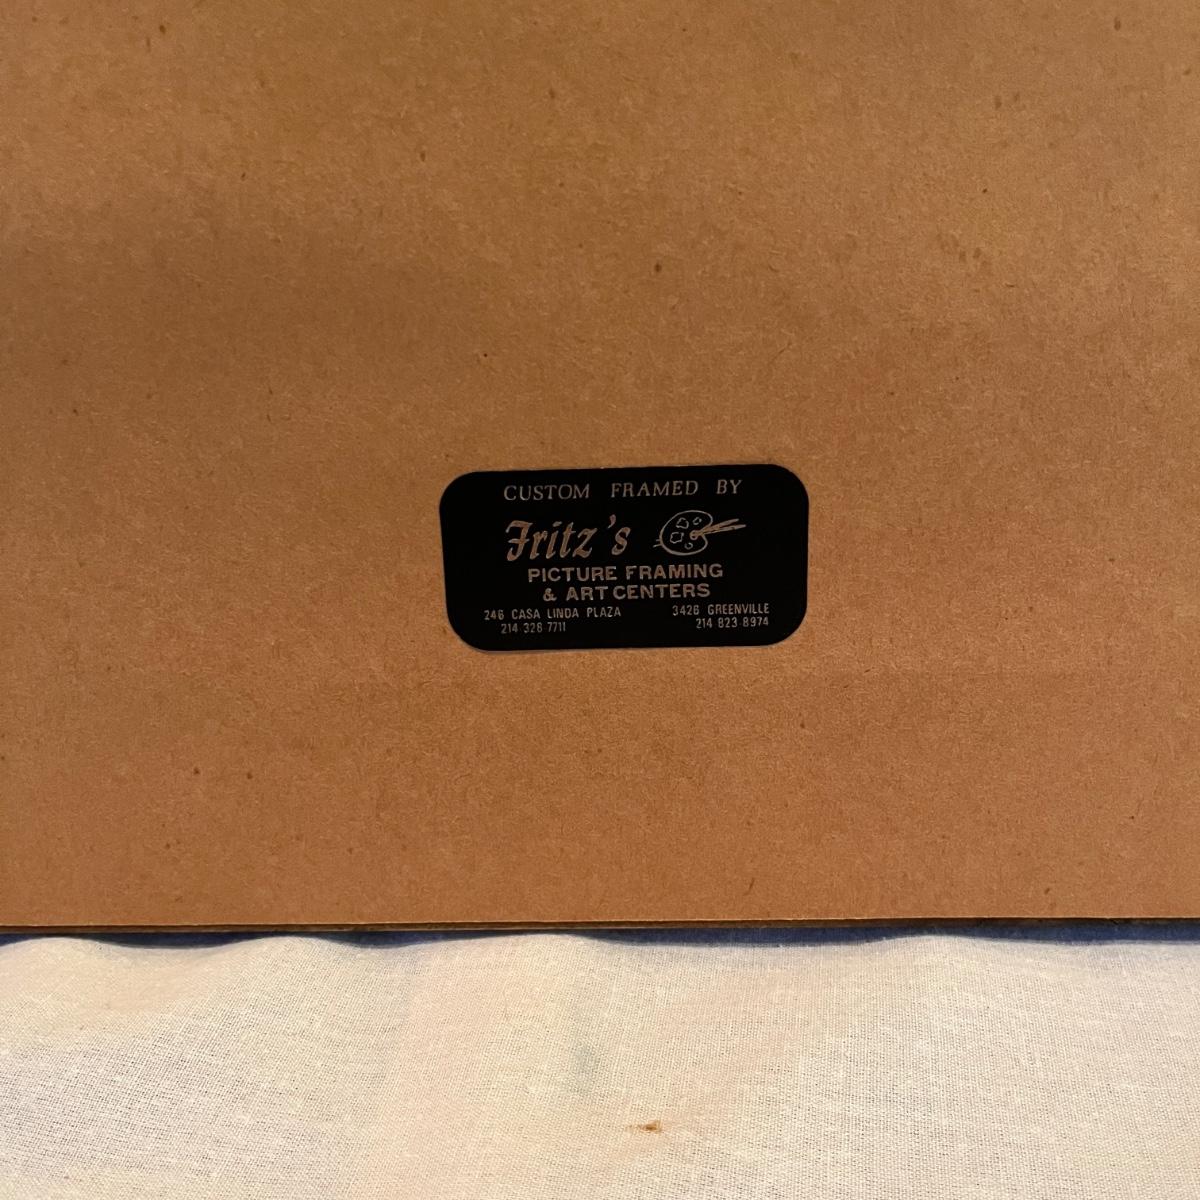 CUSTOM FRAMED BY
Fritz's
PICTURE FRAMING
& ART CENTERS
246 CASA LINDA PLAZA 3426 GREENVILLE
214 328 7711 214 823 8974